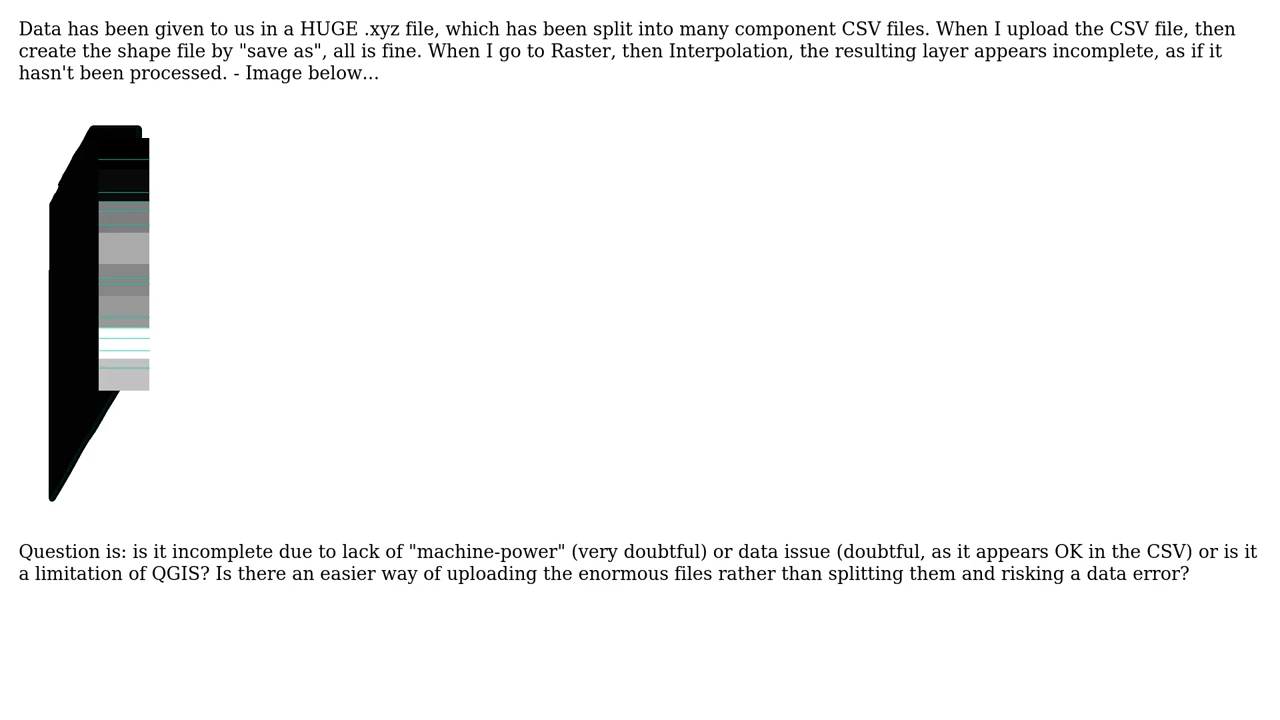 Data has been given to us in a HUGE .xyz file, which has been split into many component CSV files. When I upload the CSV file, then
create the shape file by "save as", all is fine. When I go to Raster, then Interpolation, the resulting layer appears incomplete, as if it
hasn't been processed. - Image below...
Question is: is it incomplete due to lack of "machine-power" (very doubtful) or data issue (doubtful, as it appears OK in the CSV) or is it
a limitation of QGIS? Is there an easier way of uploading the enormous files rather than splitting them and risking a data error?